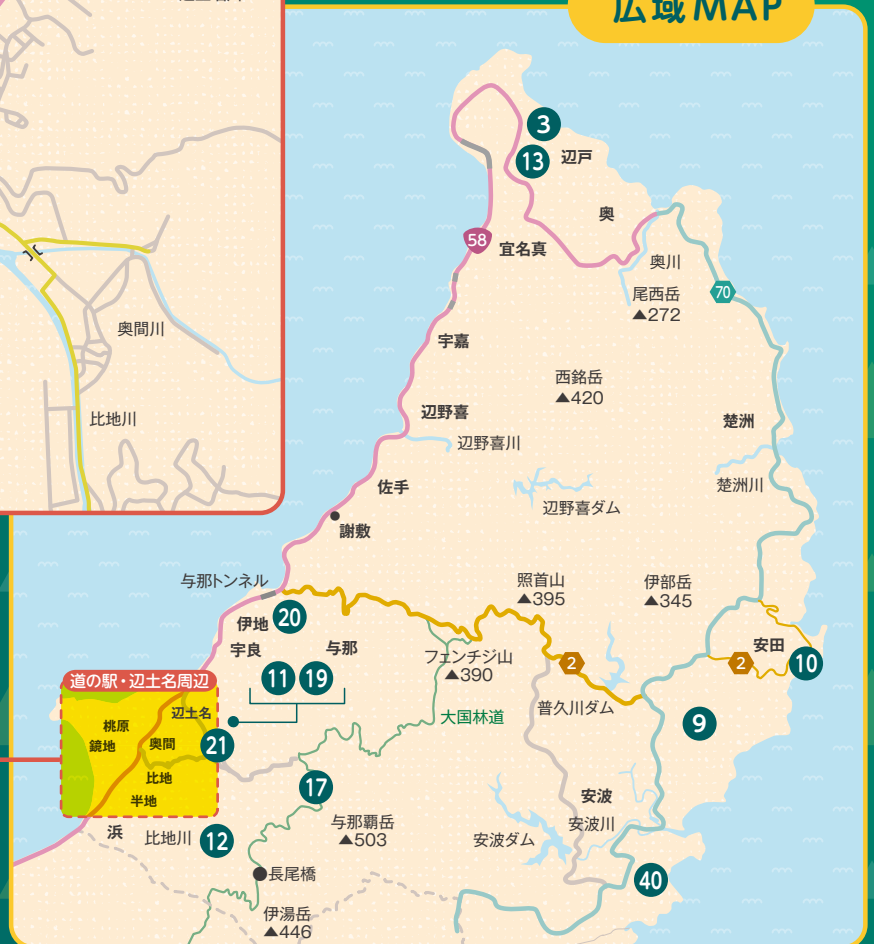 広域MAP
奥間川
比地川
3
13
辺戸
奥
58
宜名真
奥川
尾西岳
▲272
70
宇嘉
西銘岳
▲420
辺野喜
辺野喜川
楚洲
佐手
楚洲川
辺野喜ダム
謝敷
与那トンネル
照首山
▲395
伊部岳
▲345
伊地
20
宇良
与那
安田
フェンチジ山
▲390
2
2
10
11
19
道の駅・辺土名周辺
普久川ダム
大国林道
辺土名
桃原
鏡地
奥間
21
9
比地
半地
17
安波
浜
比地川
12
与那覇岳
▲503
安波川
安波ダム
長尾橋
40
伊湯岳
▲446